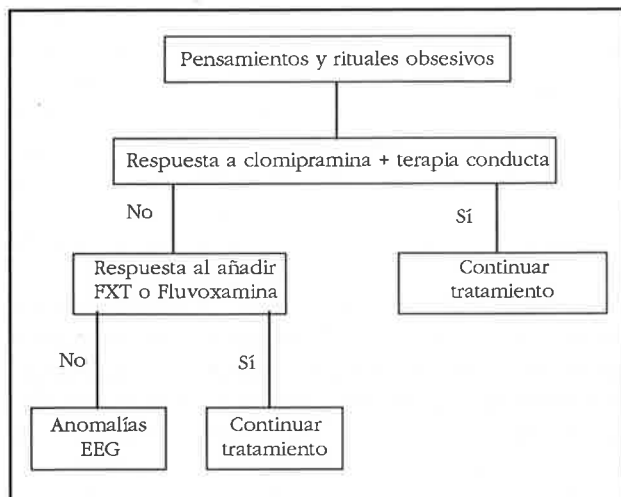 Pensamientos y rituales obsesivos
Respuesta a clomipramina + terapia conducta
No
Sí
Respuesta al añadir
FXT o Fluvoxamina
Continuar
tratamiento
No
Sí
Anomalías
EEG
Continuar
tratamiento